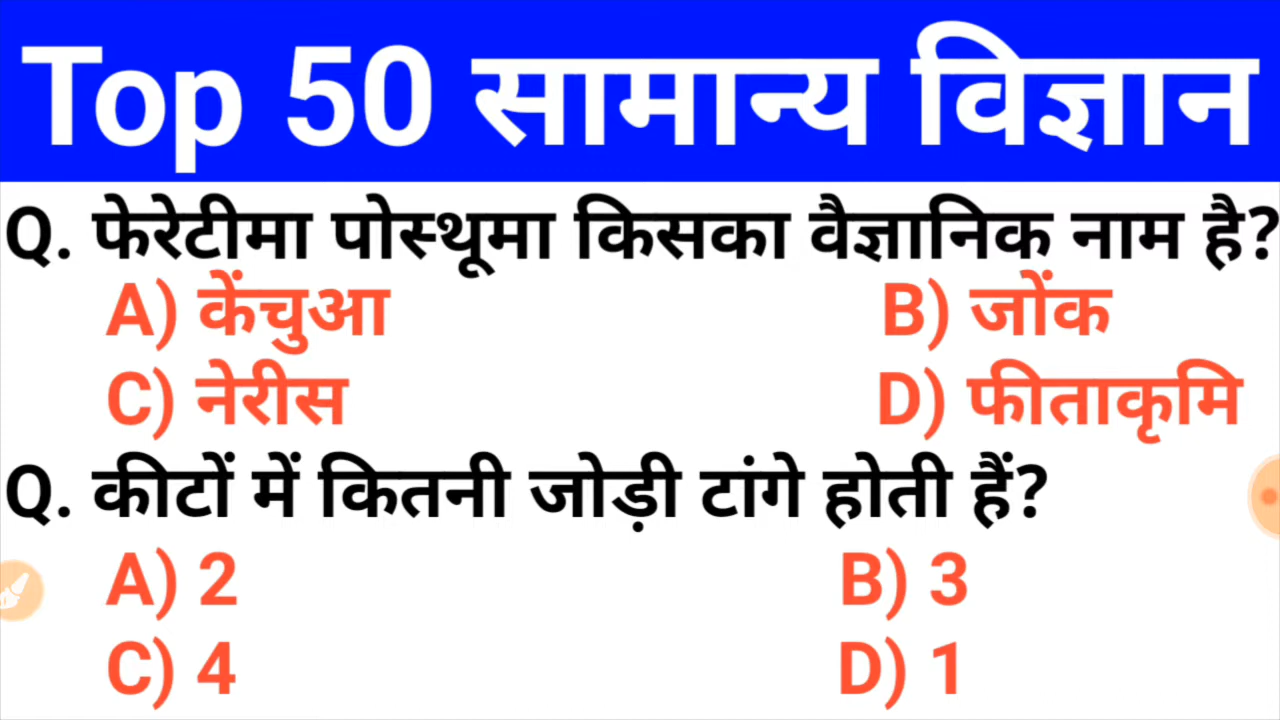 Top 50 सामान्य विज्ञान
Q. फेरेटीमा पोस्थूमा किसका वैज्ञानिक नाम है?
A) केंचुआ B) जोंक
C) नेरीस D) फीताकृमि
Q. कीटों में कितनी जोड़ी टांगे होती हैं?
A) 2 B) 3
C) 4 D) 1